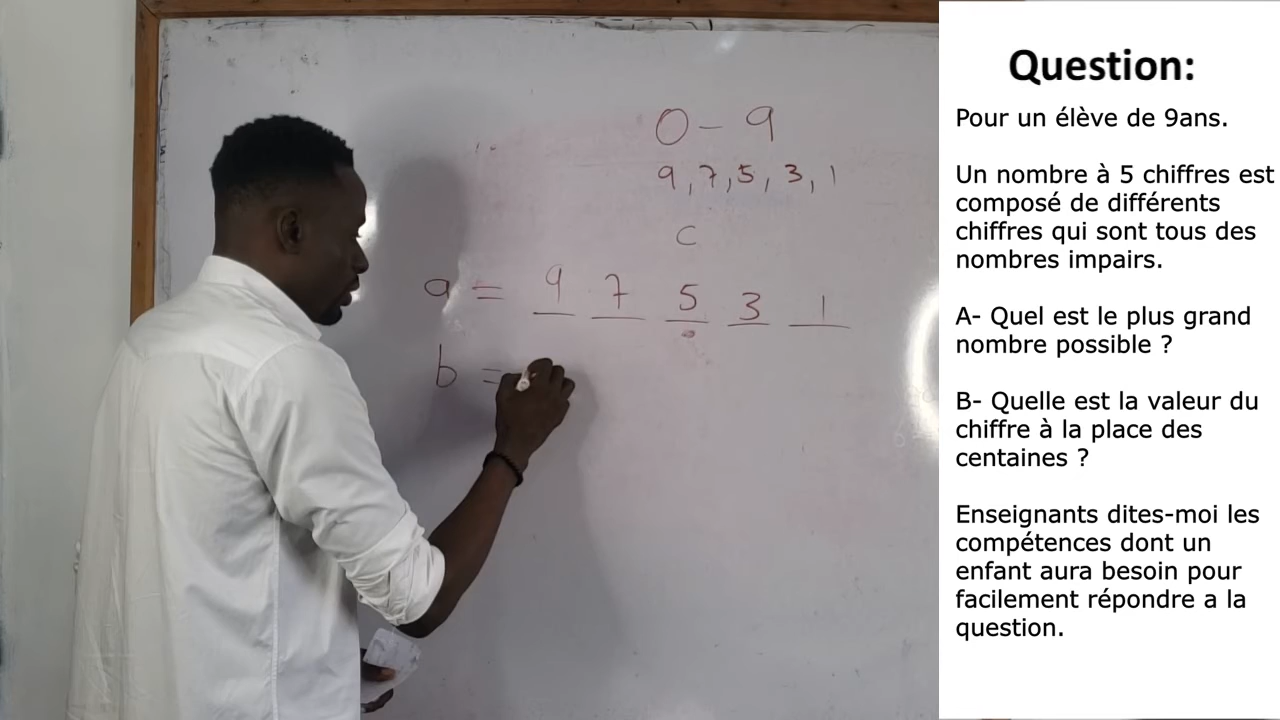 0 - 9
9, 7, 5, 3, 1
C
a = 9 7 5 3 1
b =
Question:
Pour un élève de 9ans.
Un nombre à 5 chiffres est
composé de différents
chiffres qui sont tous des
nombres impairs.
A- Quel est le plus grand
nombre possible ?
B- Quelle est la valeur du
chiffre à la place des
centaines ?
Enseignants dites-moi les
compétences dont un
enfant aura besoin pour
facilement répondre a la
question.